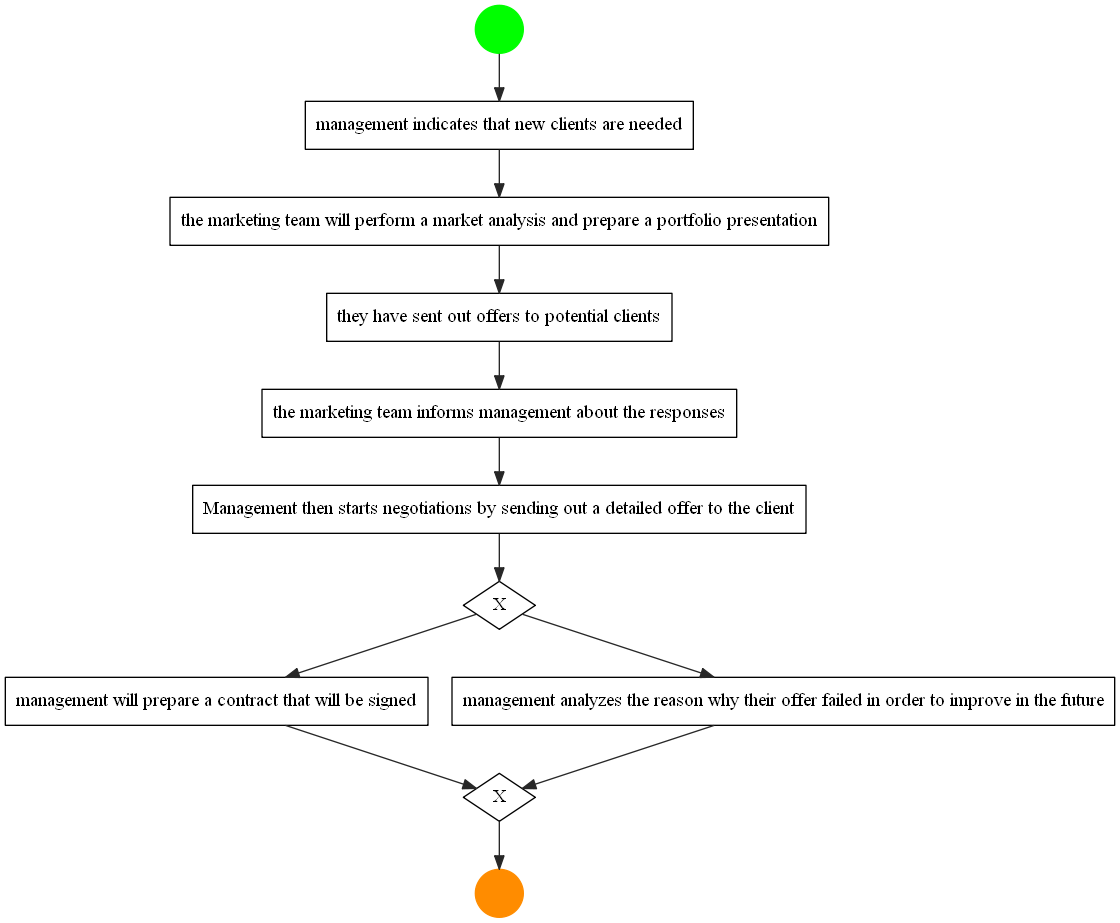 management indicates that new clients are needed
the marketing team will perform a market analysis and prepare a portfolio presentation
they have sent out offers to potential clients
the marketing team informs management about the responses
Management then starts negotiations by sending out a detailed offer to the client
X
management will prepare a contract that will be signed
management analyzes the reason why their offer failed in order to improve in the future
X